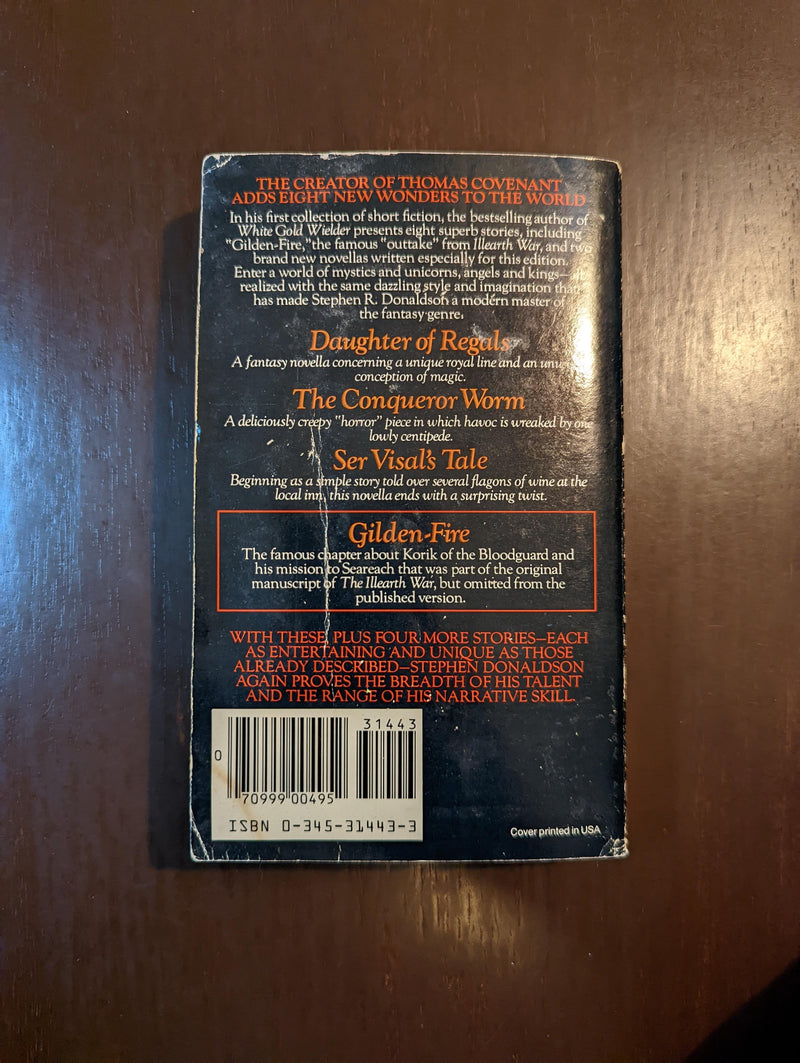 THE CREATOR OF THOMAS COVENANT
ADDS EIGHT NEW WONDERS TO THE WORLD
In his first collection of short fiction, the bestselling author of
White Gold Wielder presents eight superb stories, including
"Gilden-Fire," the famous "outtake" from Illearth War, and two
brand new novellas written especially for this edition.
Enter a world of mystics and unicorns, angels and kings—
realized with the same dazzling style and imagination that
has made Stephen R. Donaldson a modern master of
the fantasy genre.
Daughter of Regals
A fantasy novella concerning a unique royal line and an
conception of magic.
The Conqueror Worm
A deliciously creepy "horror" piece in which havoc is wreaked by one
lowly centipede.
Ser Visal's Tale
Beginning as a simple story told over several flagons of wine at the
local inn, this novella ends with a surprising twist.
Gilden-Fire
The famous chapter about Korik of the Bloodguard and
his mission to Seareach that was part of the original
manuscript of The Illearth War, but omitted from the
published version.
WITH THESE, PLUS FOUR MORE STORIES—EACH
AS ENTERTAINING AND UNIQUE AS THOSE
ALREADY DESCRIBED—STEPHEN DONALDSON
AGAIN PROVES THE BREADTH OF HIS TALENT
AND THE RANGE OF HIS NARRATIVE SKILL.
31443
0
70999 00495
ISBN 0-345-31443-3
Cover printed in USA